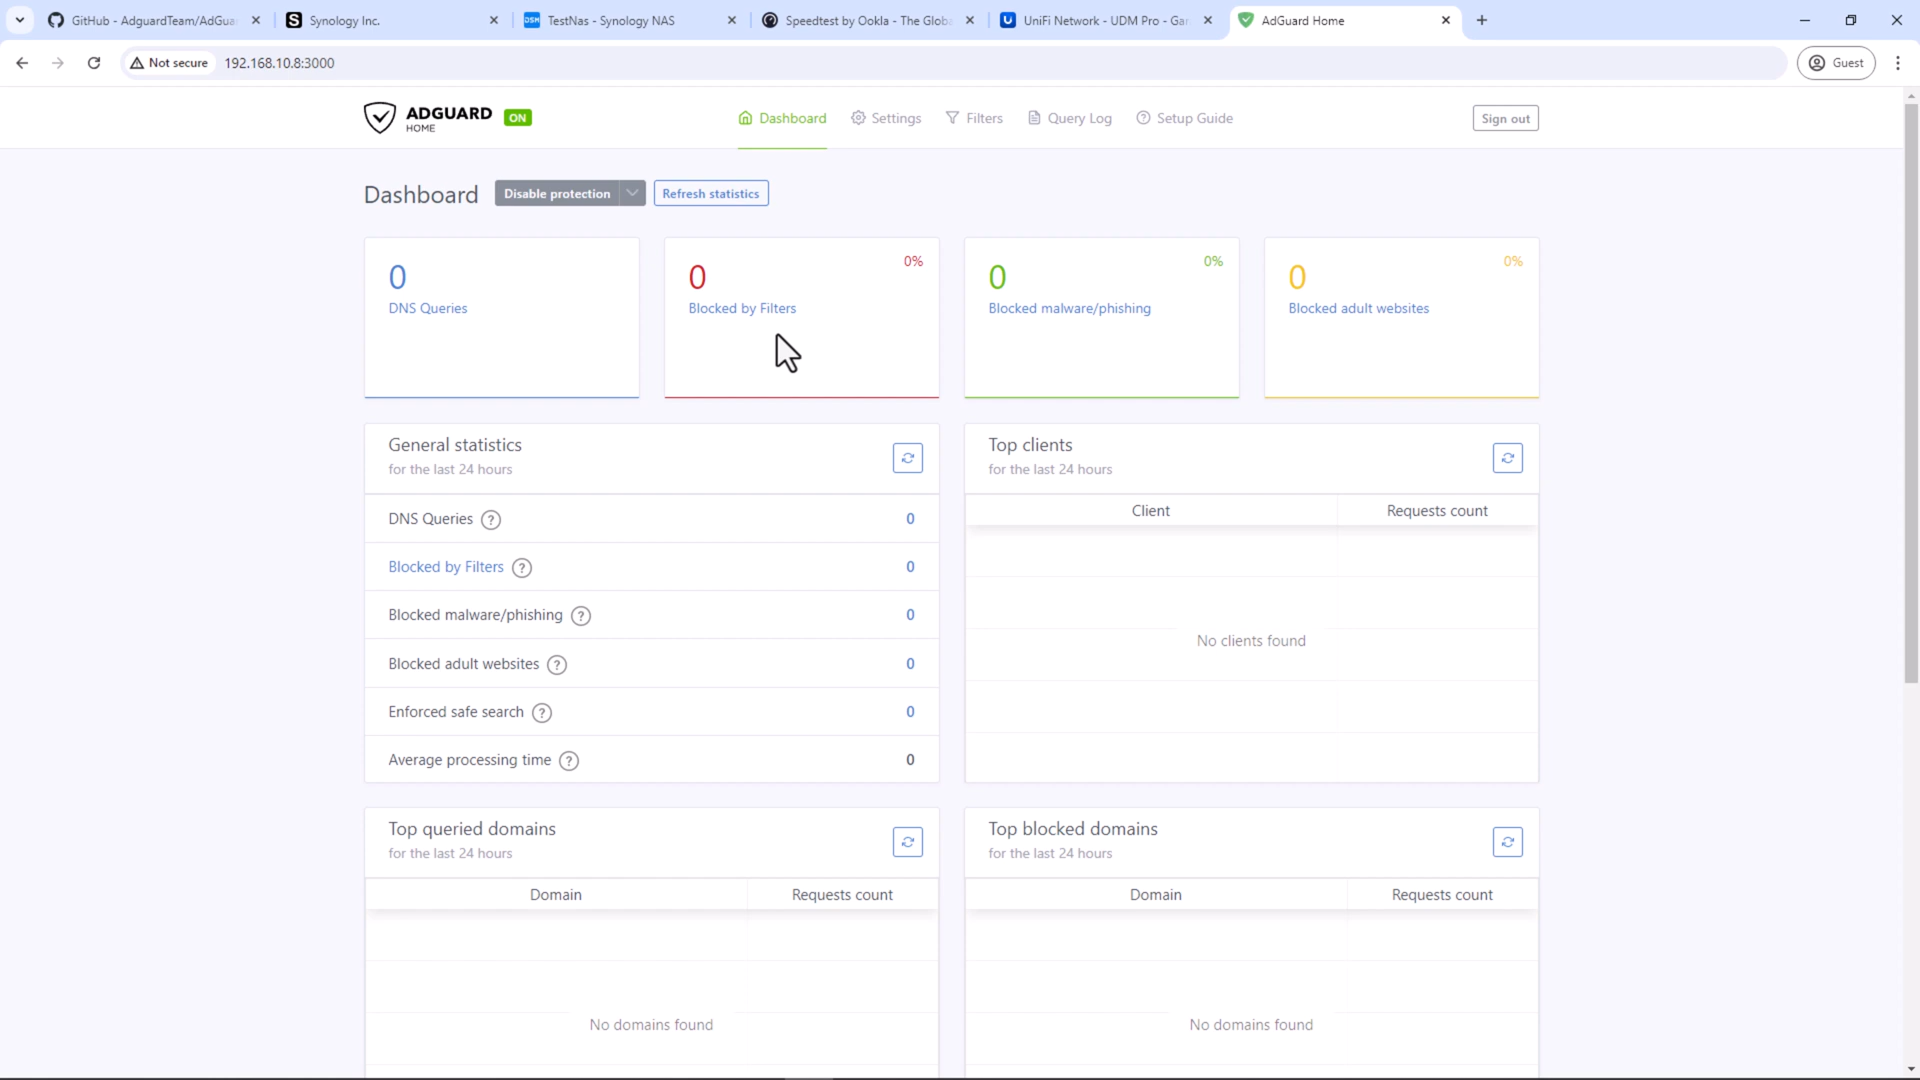 GitHub - AdguardTeam/AdGua
Synology Inc.
DSM TestNas - Synology NAS
Speedtest by Ookla - The Globa
UniFi Network - UDM Pro - Gar
AdGuard Home
Not secure 192.168.10.8:3000
Guest
ADGUARD HOME ON
Dashboard
Settings
Filters
Query Log
Setup Guide
Sign out
Dashboard
Disable protection
Refresh statistics
0
DNS Queries
0 0%
Blocked by Filters
0 0%
Blocked malware/phishing
0 0%
Blocked adult websites
General statistics
for the last 24 hours
DNS Queries ? 0
Blocked by Filters ? 0
Blocked malware/phishing ? 0
Blocked adult websites ? 0
Enforced safe search ? 0
Average processing time ? 0
Top clients
for the last 24 hours
Client Requests count
No clients found
Top queried domains
for the last 24 hours
Domain Requests count
No domains found
Top blocked domains
for the last 24 hours
Domain Requests count
No domains found